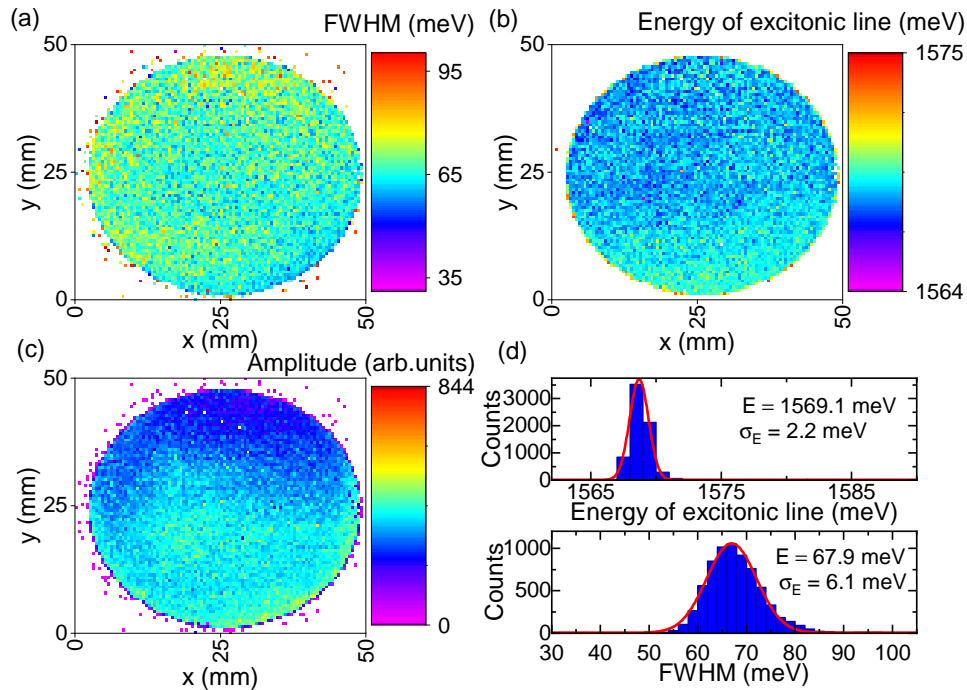 (a)
FWHM (meV)
50
25
0
y (mm)
0
25
50
x (mm)
95
65
35
(b)
Energy of excitonic line (meV)
50
25
0
y (mm)
0
25
50
x (mm)
1575
1564
(c)
Amplitude (arb.units)
50
25
0
y (mm)
0
25
50
x (mm)
844
0
(d)
3000
2000
1000
0
Counts
E = 1569.1 meV
σE = 2.2 meV
1565
1575
1585
Energy of excitonic line (meV)
1000
500
0
Counts
E = 67.9 meV
σE = 6.1 meV
30 40 50 60 70 80 90 100
FWHM (meV)